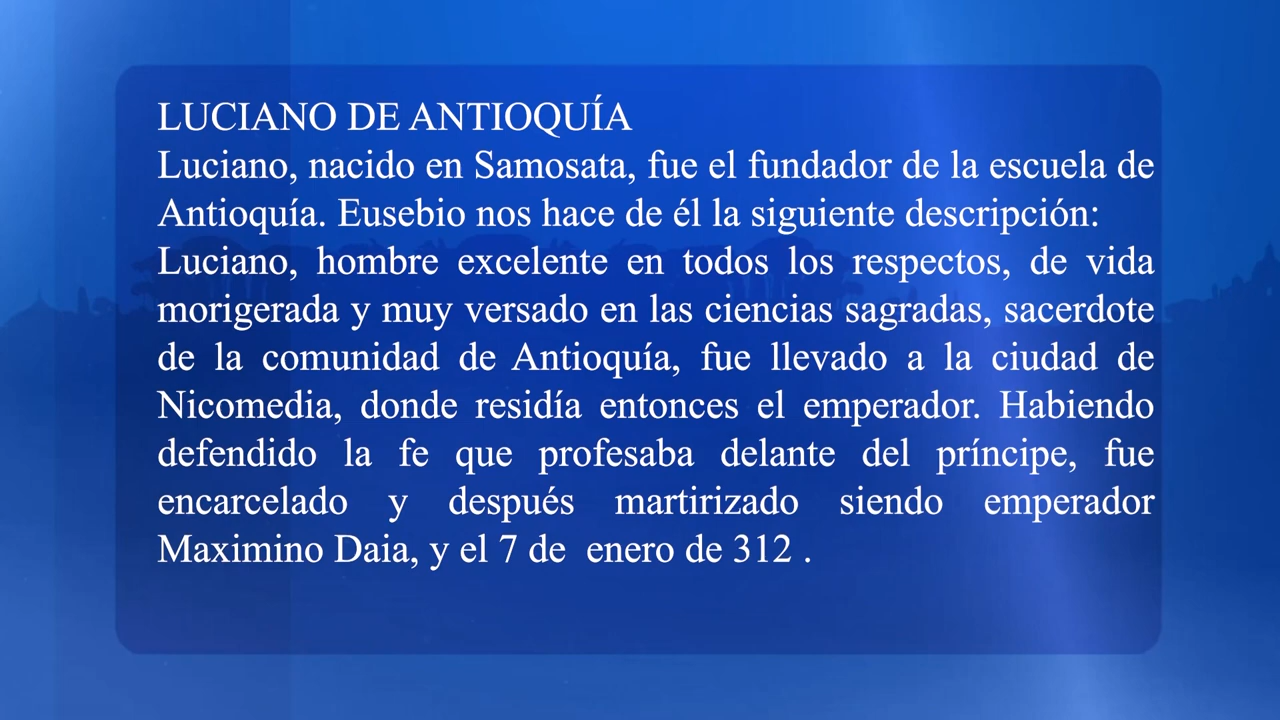 LUCIANO DE ANTIOQUÍA
Luciano, nacido en Samosata, fue el fundador de la escuela de
Antioquía. Eusebio nos hace de él la siguiente descripción:
Luciano, hombre excelente en todos los respectos, de vida
morigerada y muy versado en las ciencias sagradas, sacerdote
de la comunidad de Antioquía, fue llevado a la ciudad de
Nicomedia, donde residía entonces el emperador. Habiendo
defendido la fe que profesaba delante del príncipe, fue
encarcelado y después martirizado siendo emperador
Maximino Daia, y el 7 de  enero de 312 .